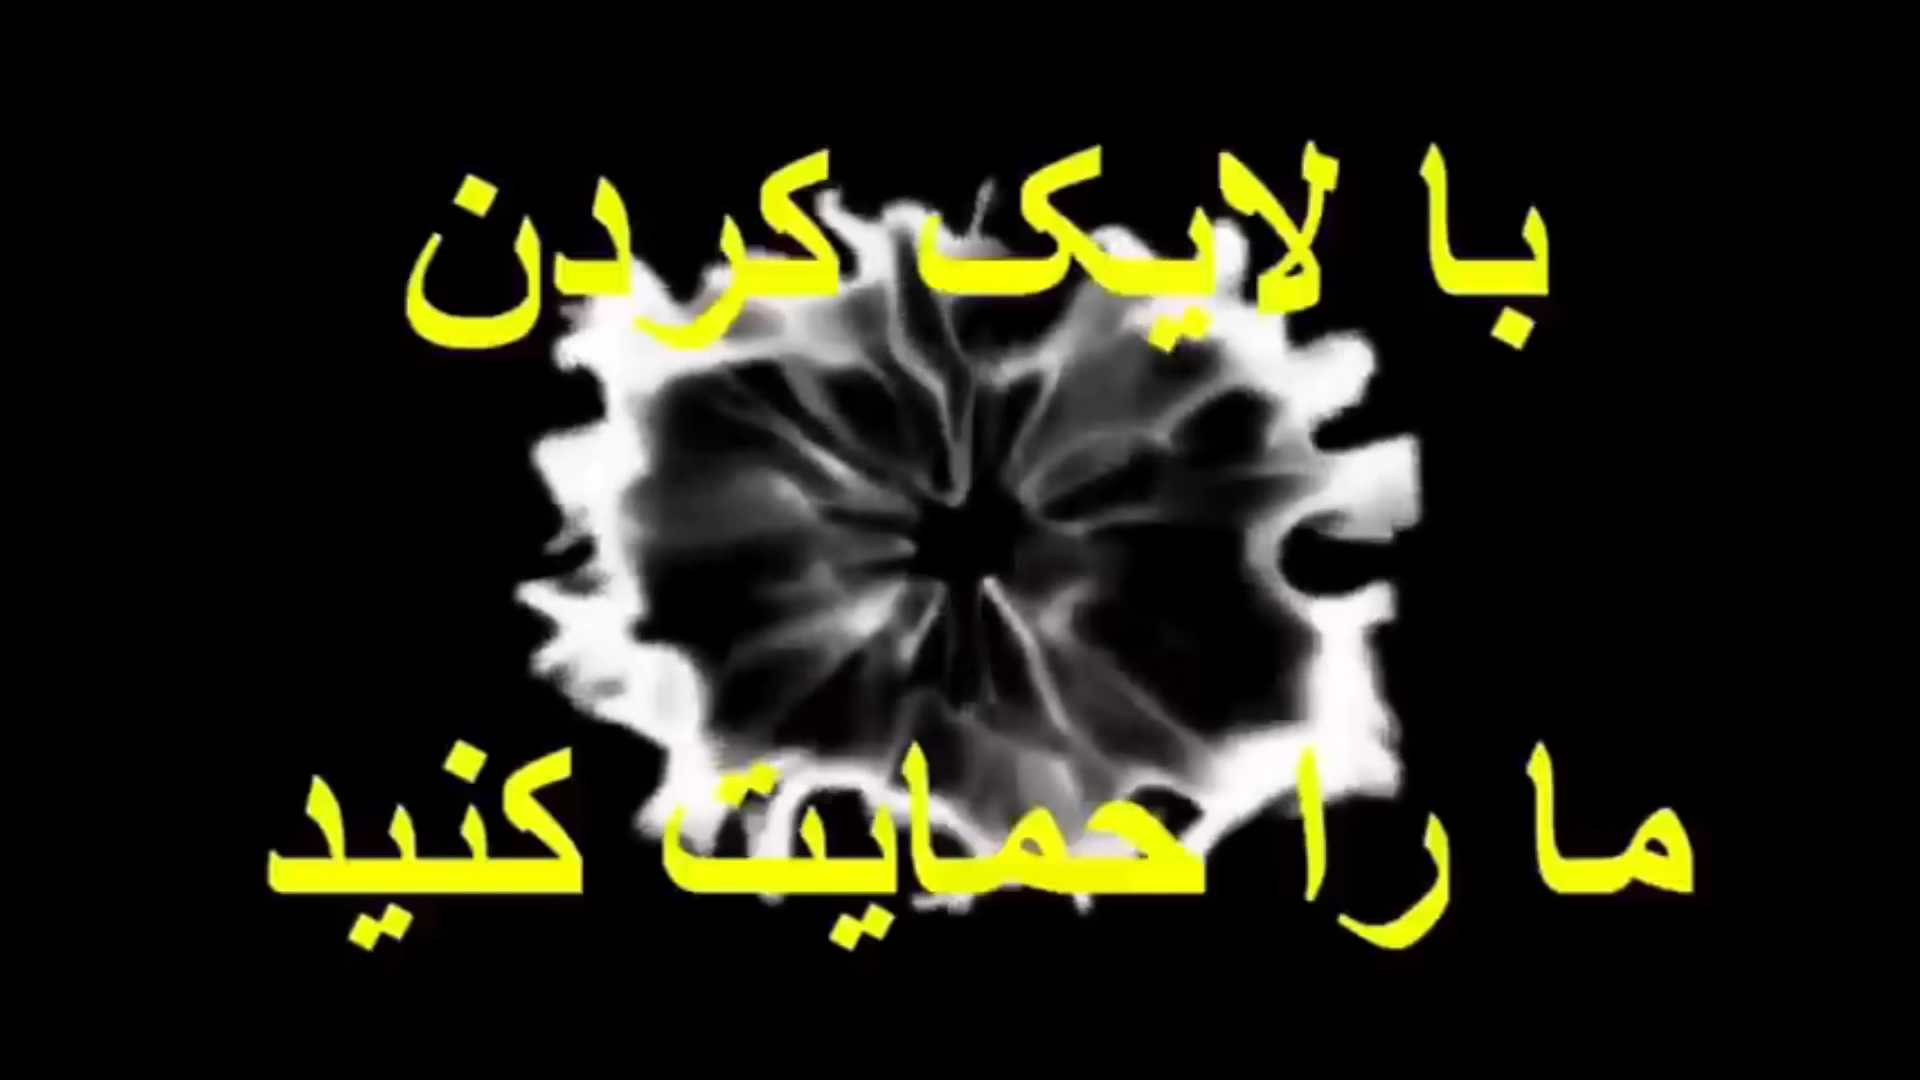 با لایک کردن
ما را حمایت کنید